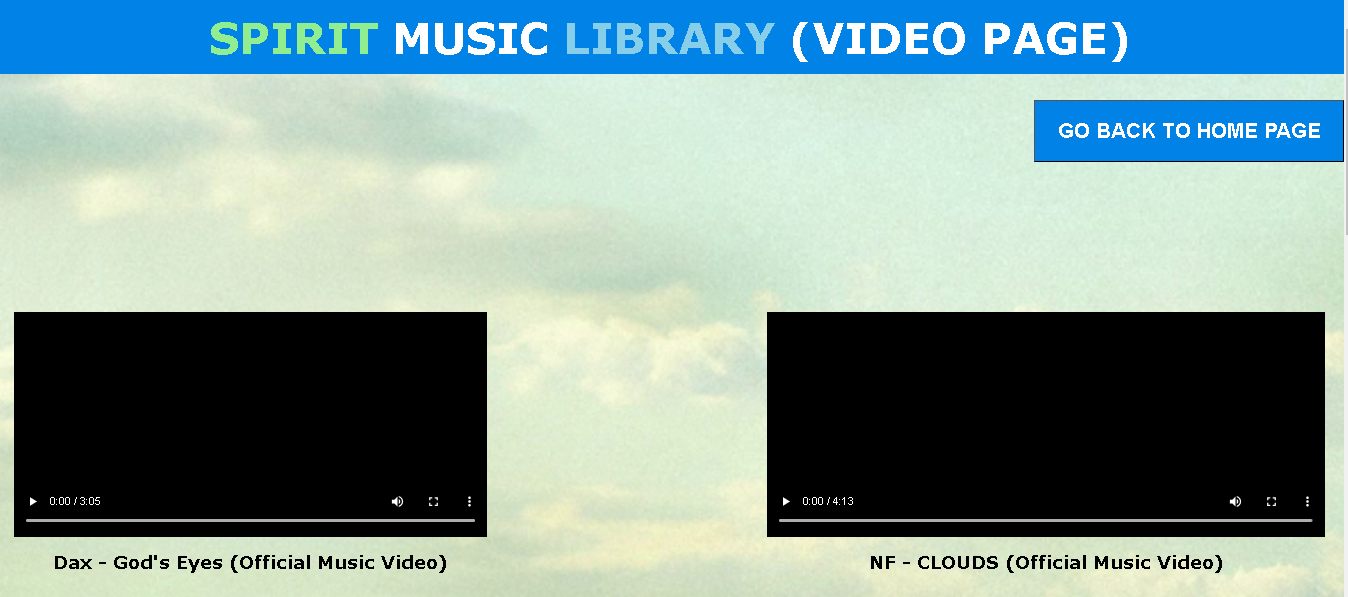 SPIRIT MUSIC LIBRARY (VIDEO PAGE)
GO BACK TO HOME PAGE
0:00 / 3:05
0:00 / 4:13
Dax - God's Eyes (Official Music Video)
NF - CLOUDS (Official Music Video)